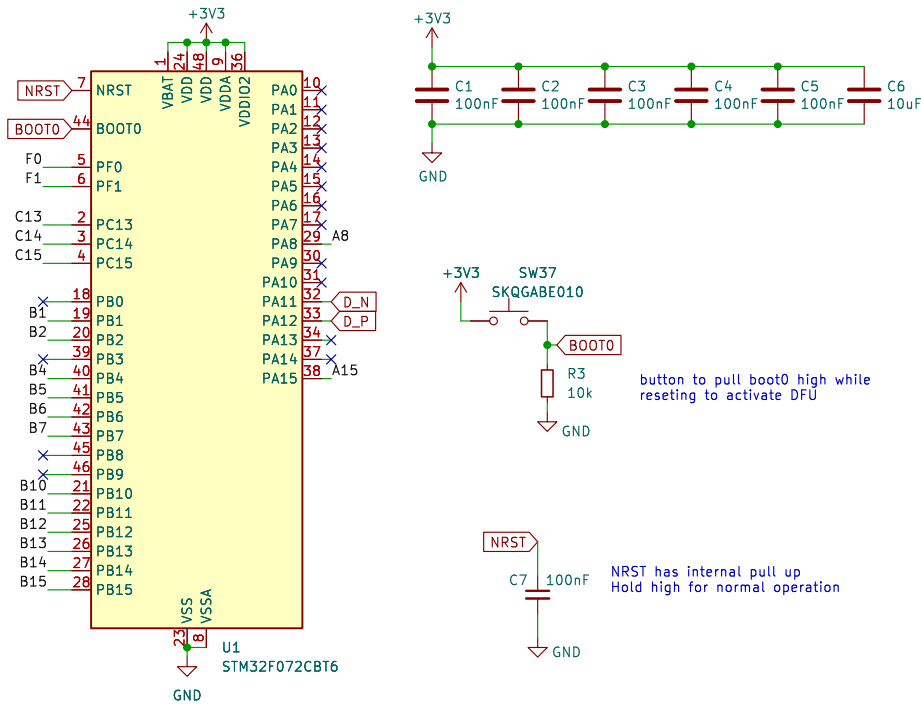 +3V3
1
24
48
9
36
VBAT
VDD
VDD
VDDA
VDDIO2
NRST
7
NRST
BOOT0
44
BOOT0
F0
5
PF0
F1
6
PF1
C13
2
PC13
C14
3
PC14
C15
4
PC15
18
PB0
B1
19
PB1
B2
20
PB2
39
PB3
B4
40
PB4
B5
41
PB5
B6
42
PB6
B7
43
PB7
45
PB8
46
PB9
B10
21
PB10
B11
22
PB11
B12
25
PB12
B13
26
PB13
B14
27
PB14
B15
28
PB15
PA0
10
PA1
11
PA2
12
PA3
13
PA4
14
PA5
15
PA6
16
PA7
17
PA8
29
A8
PA9
30
PA10
31
PA11
32
D_N
PA12
33
D_P
PA13
34
PA14
37
PA15
38
A15
VSS
VSSA
23
8
U1
STM32F072CBT6
GND
+3V3
C1
100nF
C2
100nF
C3
100nF
C4
100nF
C5
100nF
C6
10uF
GND
+3V3
SW37
SKQGABE010
BOOT0
R3
10k
GND
button to pull boot0 high while
reseting to activate DFU
NRST
C7
100nF
GND
NRST has internal pull up
Hold high for normal operation